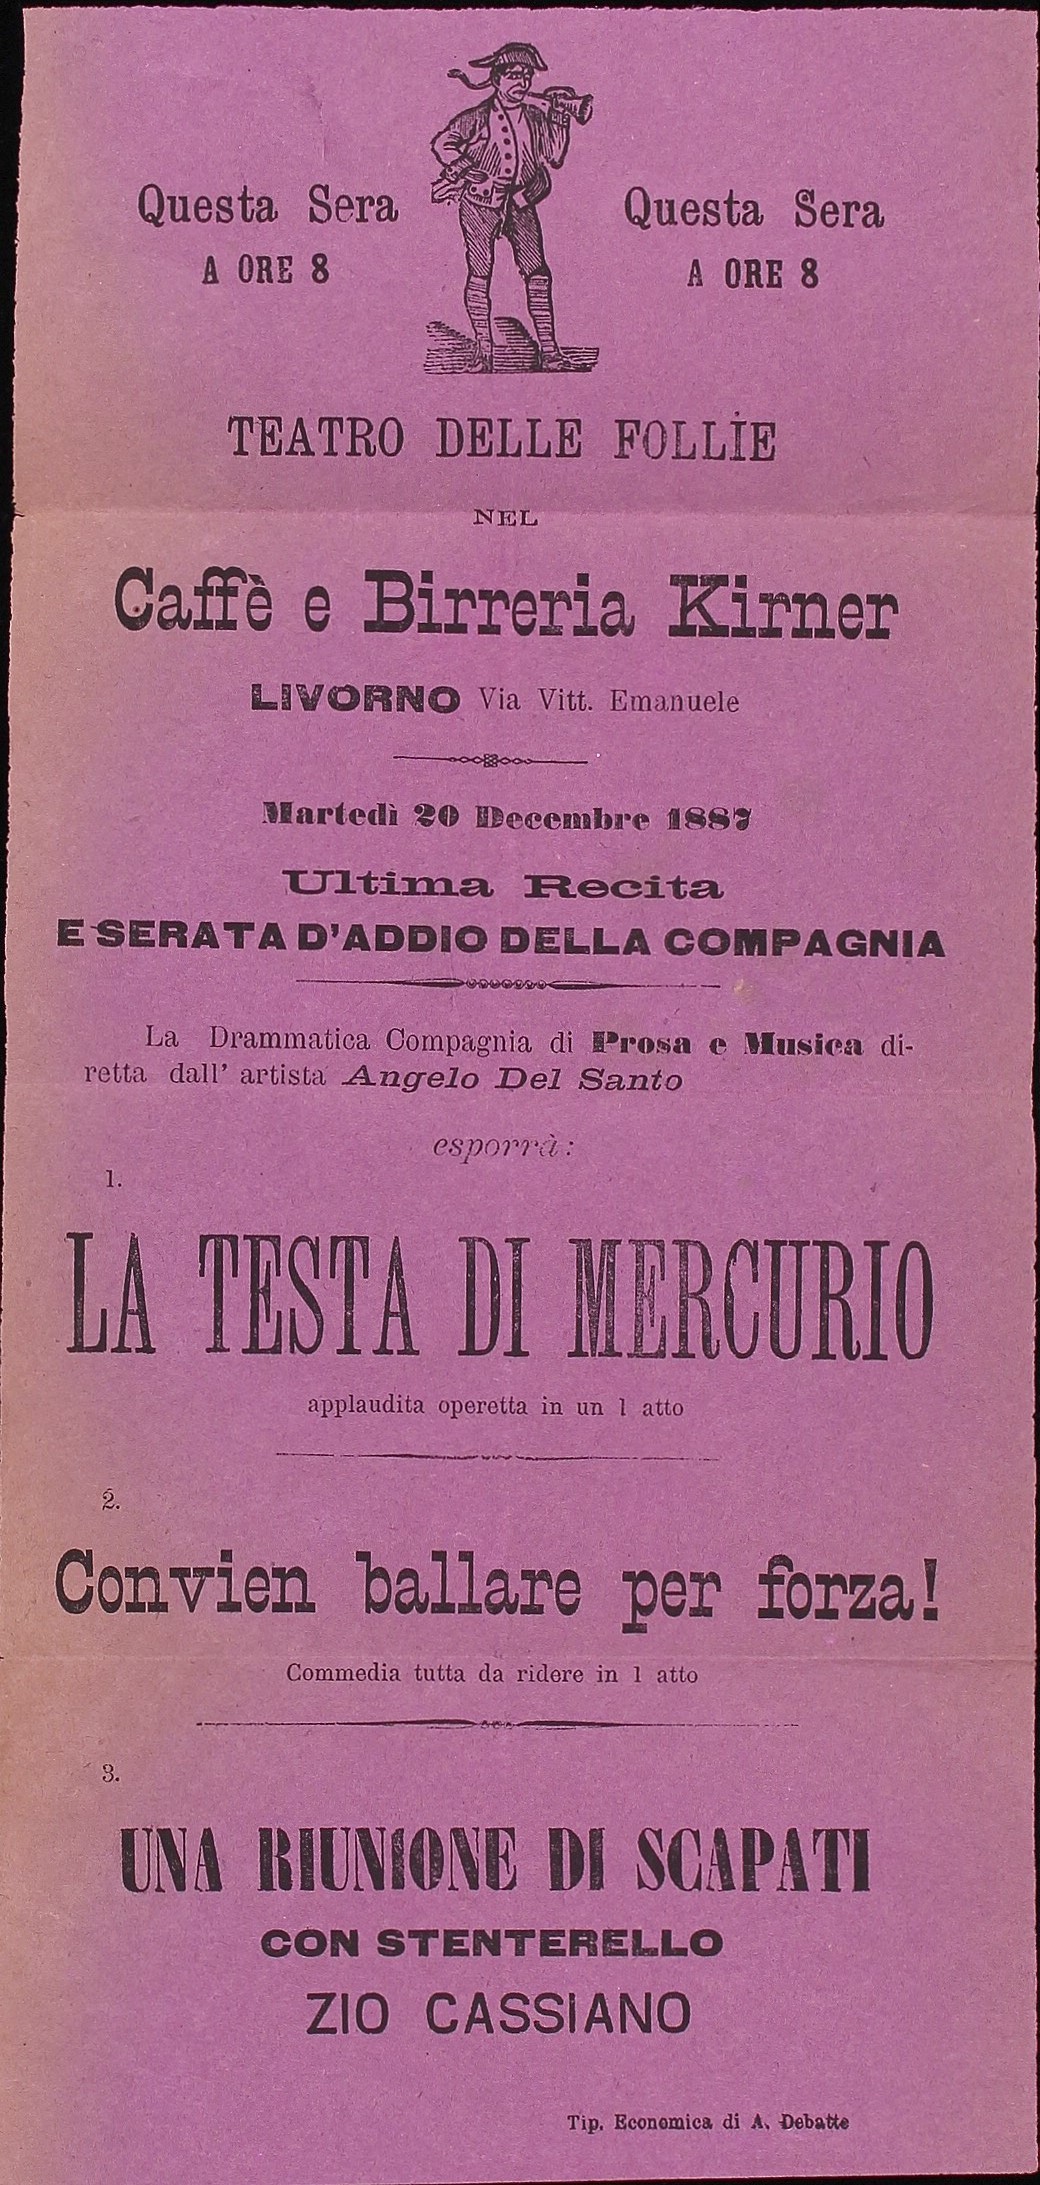 Questa Sera
A ORE 8
Questa Sera
A ORE 8
TEATRO DELLE FOLLIE
NEL
Caffè e Birreria Kirner
LIVORNO Via Vitt. Emanuele
Martedì 20 Decembre 1887
Ultima Recita
E SERATA D'ADDIO DELLA COMPAGNIA
La Drammatica Compagnia di Prosa e Musica di-
retta dall' artista Angelo Del Santo
esporrà:
1.
LA TESTA DI MERCURIO
applaudita operetta in un 1 atto
2.
Convien ballare per forza!
Commedia tutta da ridere in 1 atto
3.
UNA RIUNIONE DI SCAPATI
CON STENTERELLO
ZIO CASSIANO
Tip. Economica di A. Debatte